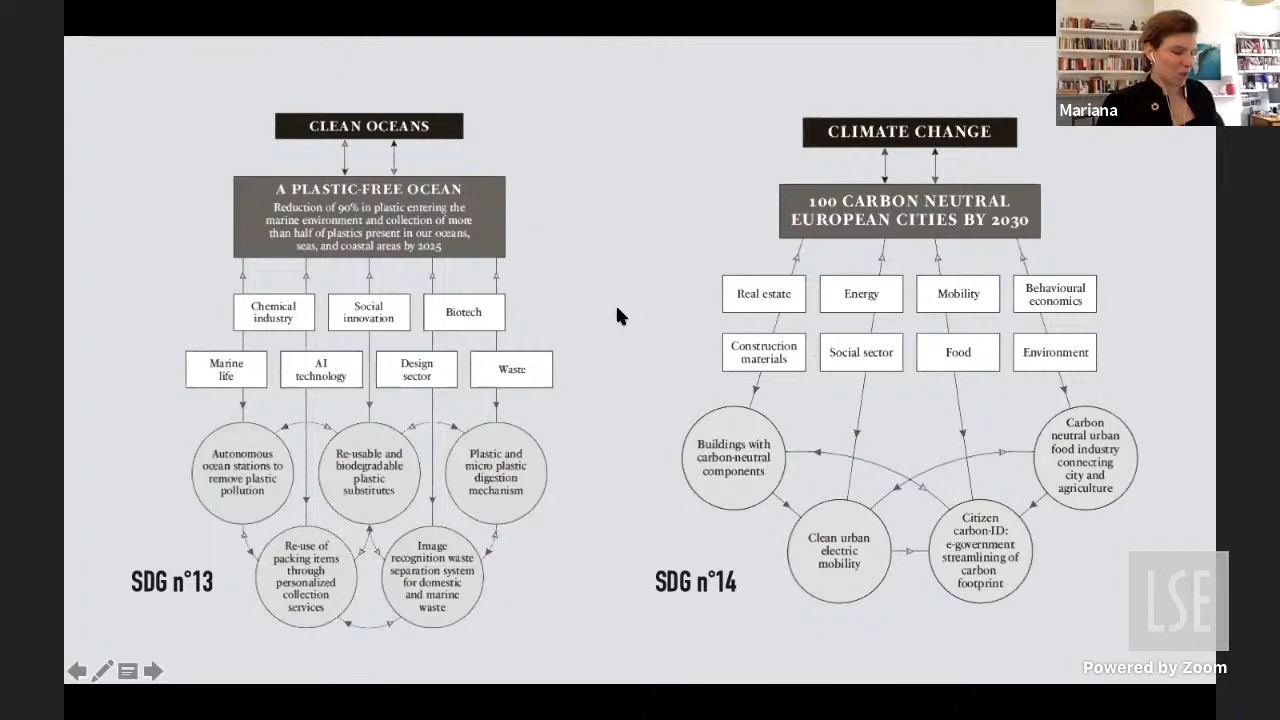 Mariana
CLEAN OCEANS
A PLASTIC-FREE OCEAN
Reduction of 90% in plastic entering the
marine environment and collection of more
than half of plastics present in our oceans,
seas, and coastal areas by 2025
Chemical
industry
Social
innovation
Biotech
Marine
life
AI
technology
Design
sector
Waste
Autonomous
ocean stations to
remove plastic
pollution
Re-usable and
biodegradable
plastic
substitutes
Plastic and
micro plastic
digestion
mechanism
Re-use of
packing items
through
personalized
collection
services
Image
recognition waste
separation system
for domestic
and marine
waste
SDG n°13
CLIMATE CHANGE
100 CARBON NEUTRAL
EUROPEAN CITIES BY 2030
Real estate
Energy
Mobility
Behavioural
economics
Construction
materials
Social sector
Food
Environment
Buildings with
carbon-neutral
components
Carbon
neutral urban
food industry
connecting
city and
agriculture
Clean urban
electric
mobility
Citizen
carbon-ID:
e-government
streamlining of
carbon
footprint
SDG n°14
LSE
Powered by Zoom